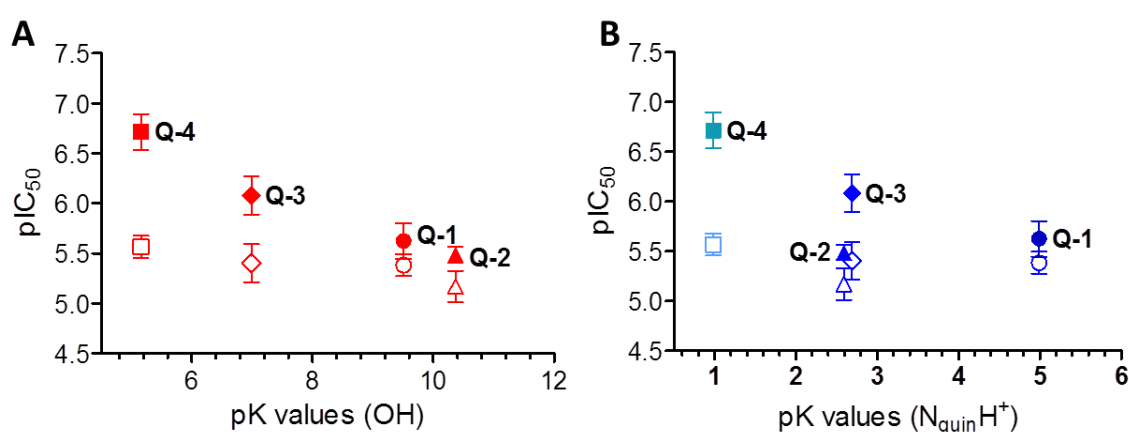 A
7.5
7.0
6.5
6.0
5.5
5.0
4.5
pIC50
Q-4
Q-3
Q-1
Q-2
6 8 10 12
pK values (OH)
B
7.5
7.0
6.5
6.0
5.5
5.0
4.5
pIC50
Q-4
Q-3
Q-2
Q-1
1 2 3 4 5 6
pK values (NquinH+)